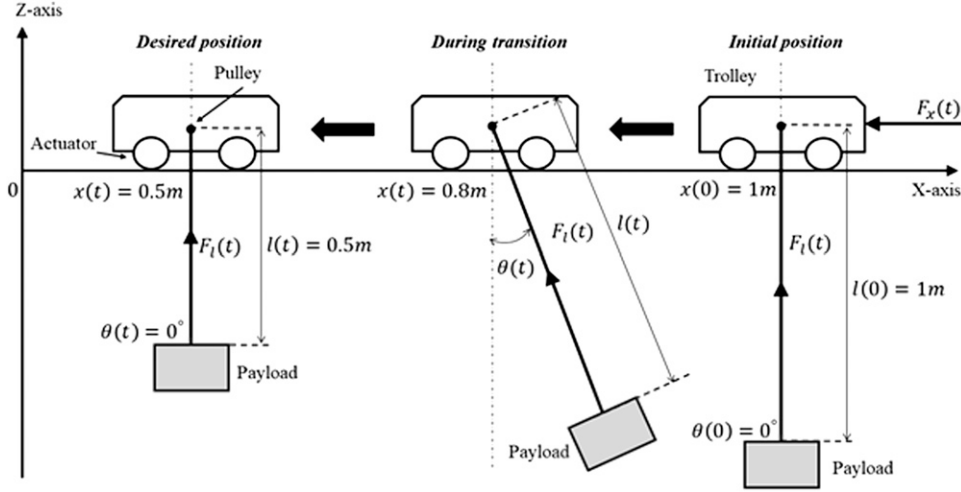 Z-axis
Desired position
During transition
Initial position
Pulley
Trolley
F_x(t)
Actuator
0
x(t) = 0.5m
x(t) = 0.8m
x(0) = 1m
X-axis
F_l(t)
l(t) = 0.5m
θ(t)
F_l(t)
l(t)
F_l(t)
l(0) = 1m
θ(t) = 0°
Payload
Payload
θ(0) = 0°
Payload